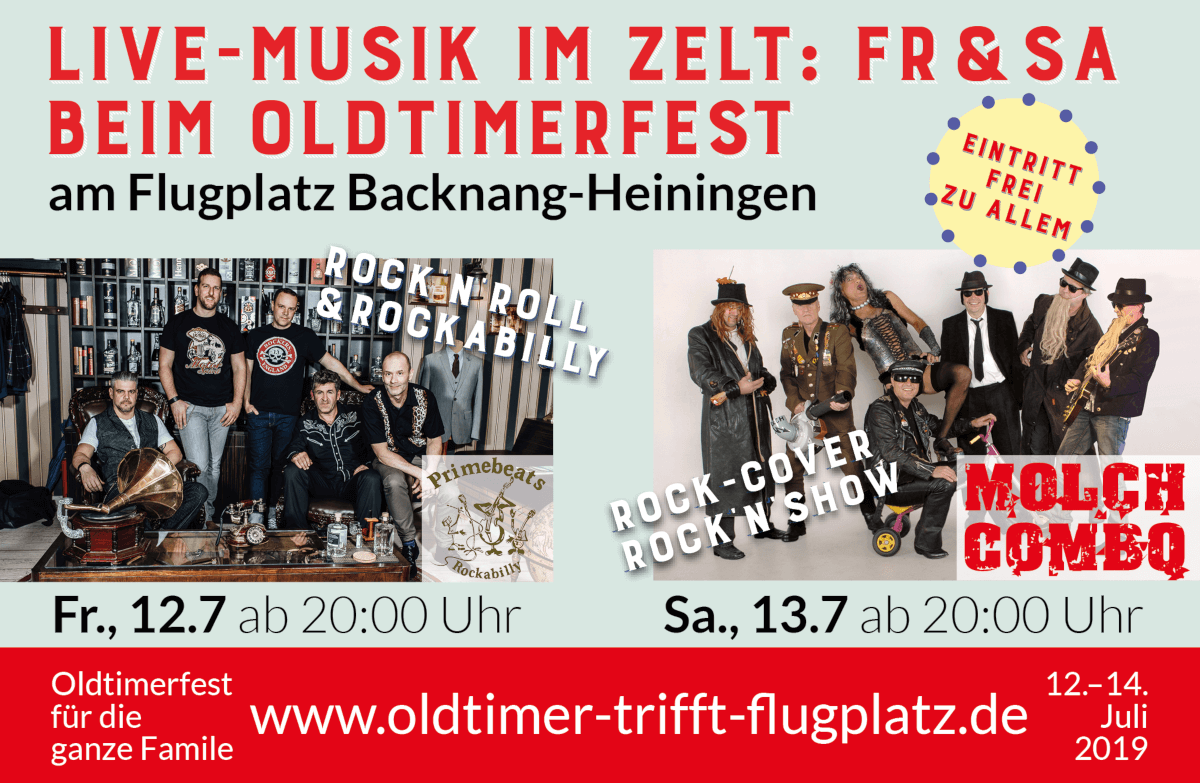 LIVE-MUSIK IM ZELT: FR & SA
BEIM OLDTIMERFEST
am Flugplatz Backnang-Heiningen
EINTRITT
FREI
ZU ALLEM
ROCK'N'ROLL
& ROCKABILLY
Primebeats
Rockabilly
ROCK-COVER
ROCK'N'SHOW
MOLCH
COMBO
Fr., 12.7 ab 20:00 Uhr
Sa., 13.7 ab 20:00 Uhr
Oldtimerfest
für die
ganze Famile
www.oldtimer-trifft-flugplatz.de
12.–14.
Juli
2019